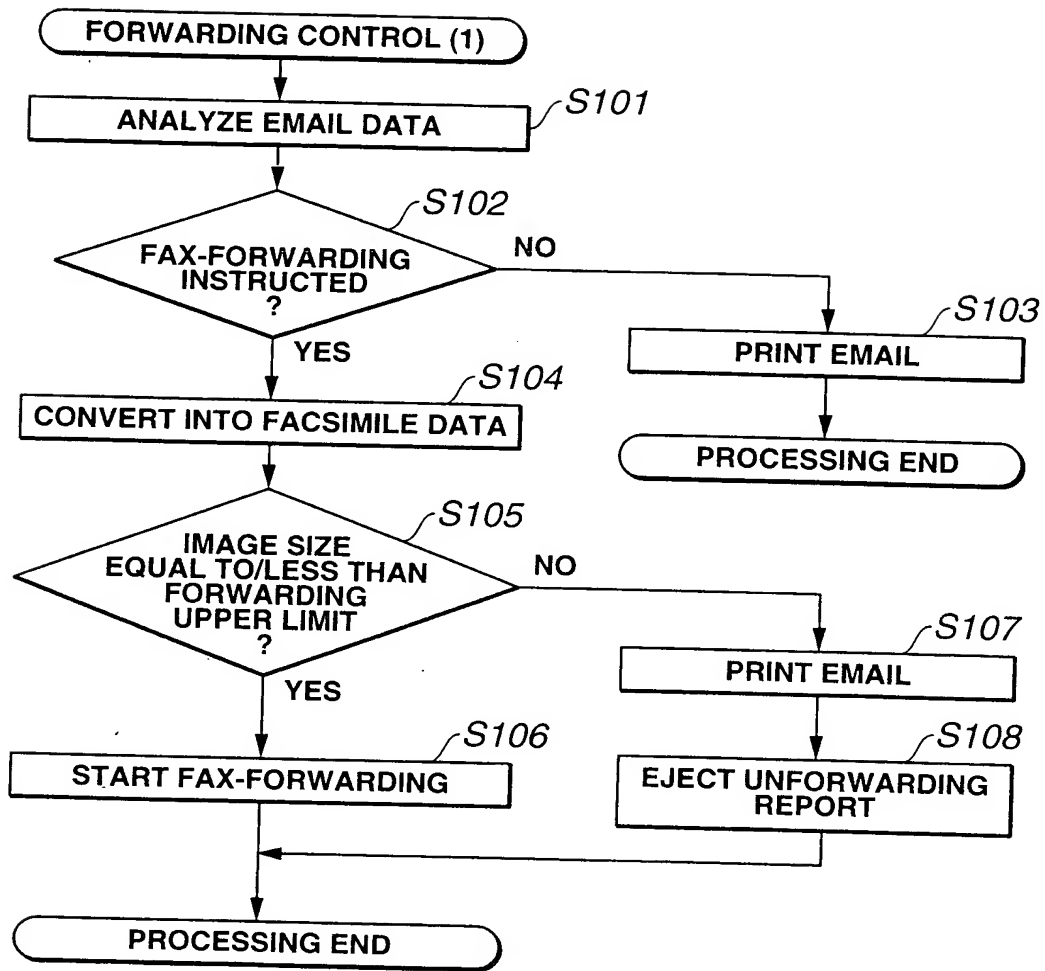 FORWARDING CONTROL (1)
S101
ANALYZE EMAIL DATA
S102
FAX-FORWARDING
INSTRUCTED
?
NO
YES
S103
PRINT EMAIL
PROCESSING END
S104
CONVERT INTO FACSIMILE DATA
S105
IMAGE SIZE
EQUAL TO/LESS THAN
FORWARDING
UPPER LIMIT
?
NO
YES
S107
PRINT EMAIL
S106
START FAX-FORWARDING
S108
EJECT UNFORWARDING
REPORT
PROCESSING END